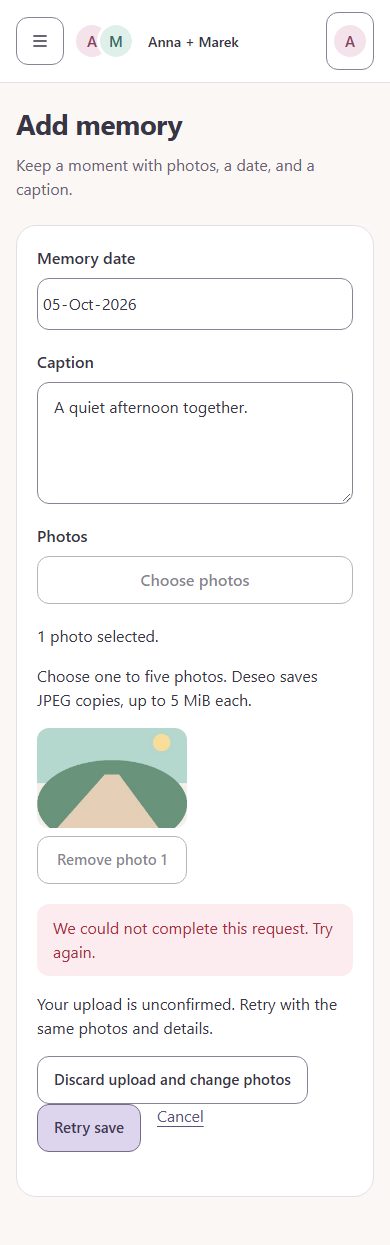 ☰ A M Anna + Marek A
Add memory
Keep a moment with photos, a date, and a
caption.
Memory date
05-Oct-2026
Caption
A quiet afternoon together.
Photos
Choose photos
1 photo selected.
Choose one to five photos. Deseo saves
JPEG copies, up to 5 MiB each.
Remove photo 1
We could not complete this request. Try
again.
Your upload is unconfirmed. Retry with the
same photos and details.
Discard upload and change photos
Retry save Cancel